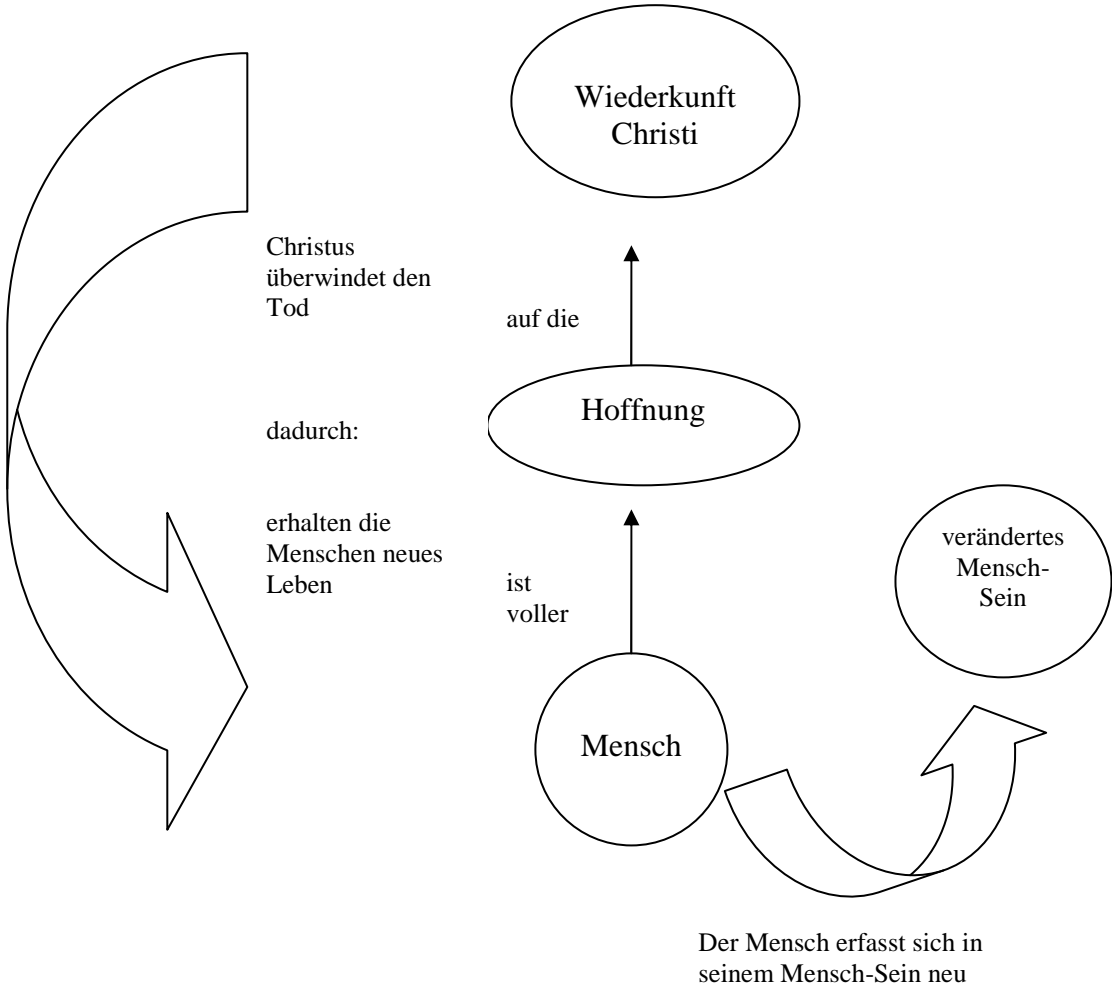 Wiederkunft
Christi
Christus
überwindet den
Tod
auf die
dadurch:
Hoffnung
erhalten die
Menschen neues
Leben
ist
voller
verändertes
Mensch-
Sein
Mensch
Der Mensch erfasst sich in
seinem Mensch-Sein neu